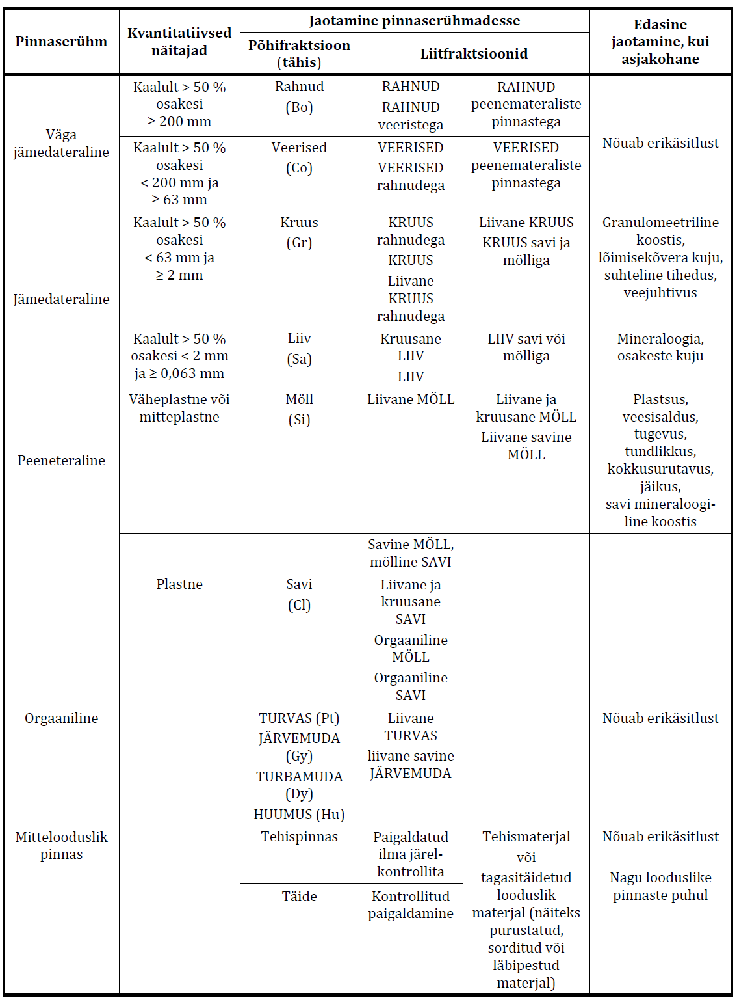 Pinnaserühm
Kvantitatiivsed
näitajad
Jaotamine pinnaserühmadesse
Põhifraktsioon
(tähis)
Liitfraktsioonid
Edasine
jaotamine, kui
asjakohane
Väga
jämedateraline
Kaalult > 50 %
osakesi
≥ 200 mm
Rahnud
(Bo)
RAHNUD
RAHNUD
veeristega
RAHNUD
peenemateraliste
pinnastega
Nõuab erikäsitlust
Kaalult > 50 %
osakesi
< 200 mm ja
≥ 63 mm
Veerised
(Co)
VEERISED
VEERISED
rahnudega
VEERISED
peenemateraliste
pinnastega
Jämedateraline
Kaalult > 50 %
osakesi
< 63 mm ja
≥ 2 mm
Kruus
(Gr)
KRUUS
rahnudega
KRUUS
Liivane
KRUUS
rahnudega
Liivane KRUUS
KRUUS savi ja
mölliga
Granulomeetriline
koostis,
lõimisekõvera kuju,
suhteline tihedus,
veejuhtivus
Kaalult > 50 %
osakesi < 2 mm
ja ≥ 0,063 mm
Liiv
(Sa)
Kruusane
LIIV
LIIV
LIIV savi või
mölliga
Mineraloogia,
osakeste kuju
Peeneteraline
Väheplastne või
mitteplastne
Möll
(Si)
Liivane MÖLL
Liivane ja
kruusane MÖLL
Liivane savine
MÖLL
Plastsus,
veesisaldus,
tugevus,
tundlikkus,
kokkusurutavus,
jäikus,
savi mineraloogi-
line koostis
Savine MÖLL,
mölline SAVI
Plastne
Savi
(Cl)
Liivane ja
kruusane
SAVI
Orgaaniline
MÖLL
Orgaaniline
SAVI
Orgaaniline
TURVAS (Pt)
JÄRVEMUDA
(Gy)
TURBAMUDA
(Dy)
HUUMUS (Hu)
Liivane
TURVAS
liivane savine
JÄRVEMUDA
Nõuab erikäsitlust
Mittelooduslik
pinnas
Tehispinnas
Paigaldatud
ilma järel-
kontrollita
Tehismaterjal
või
tagasitäidetud
looduslik
materjal (näiteks
purustatud,
sorditud või
läbipestud
materjal)
Nõuab erikäsitlust
Nagu looduslike
pinnaste puhul
Täide
Kontrollitud
paigaldamine